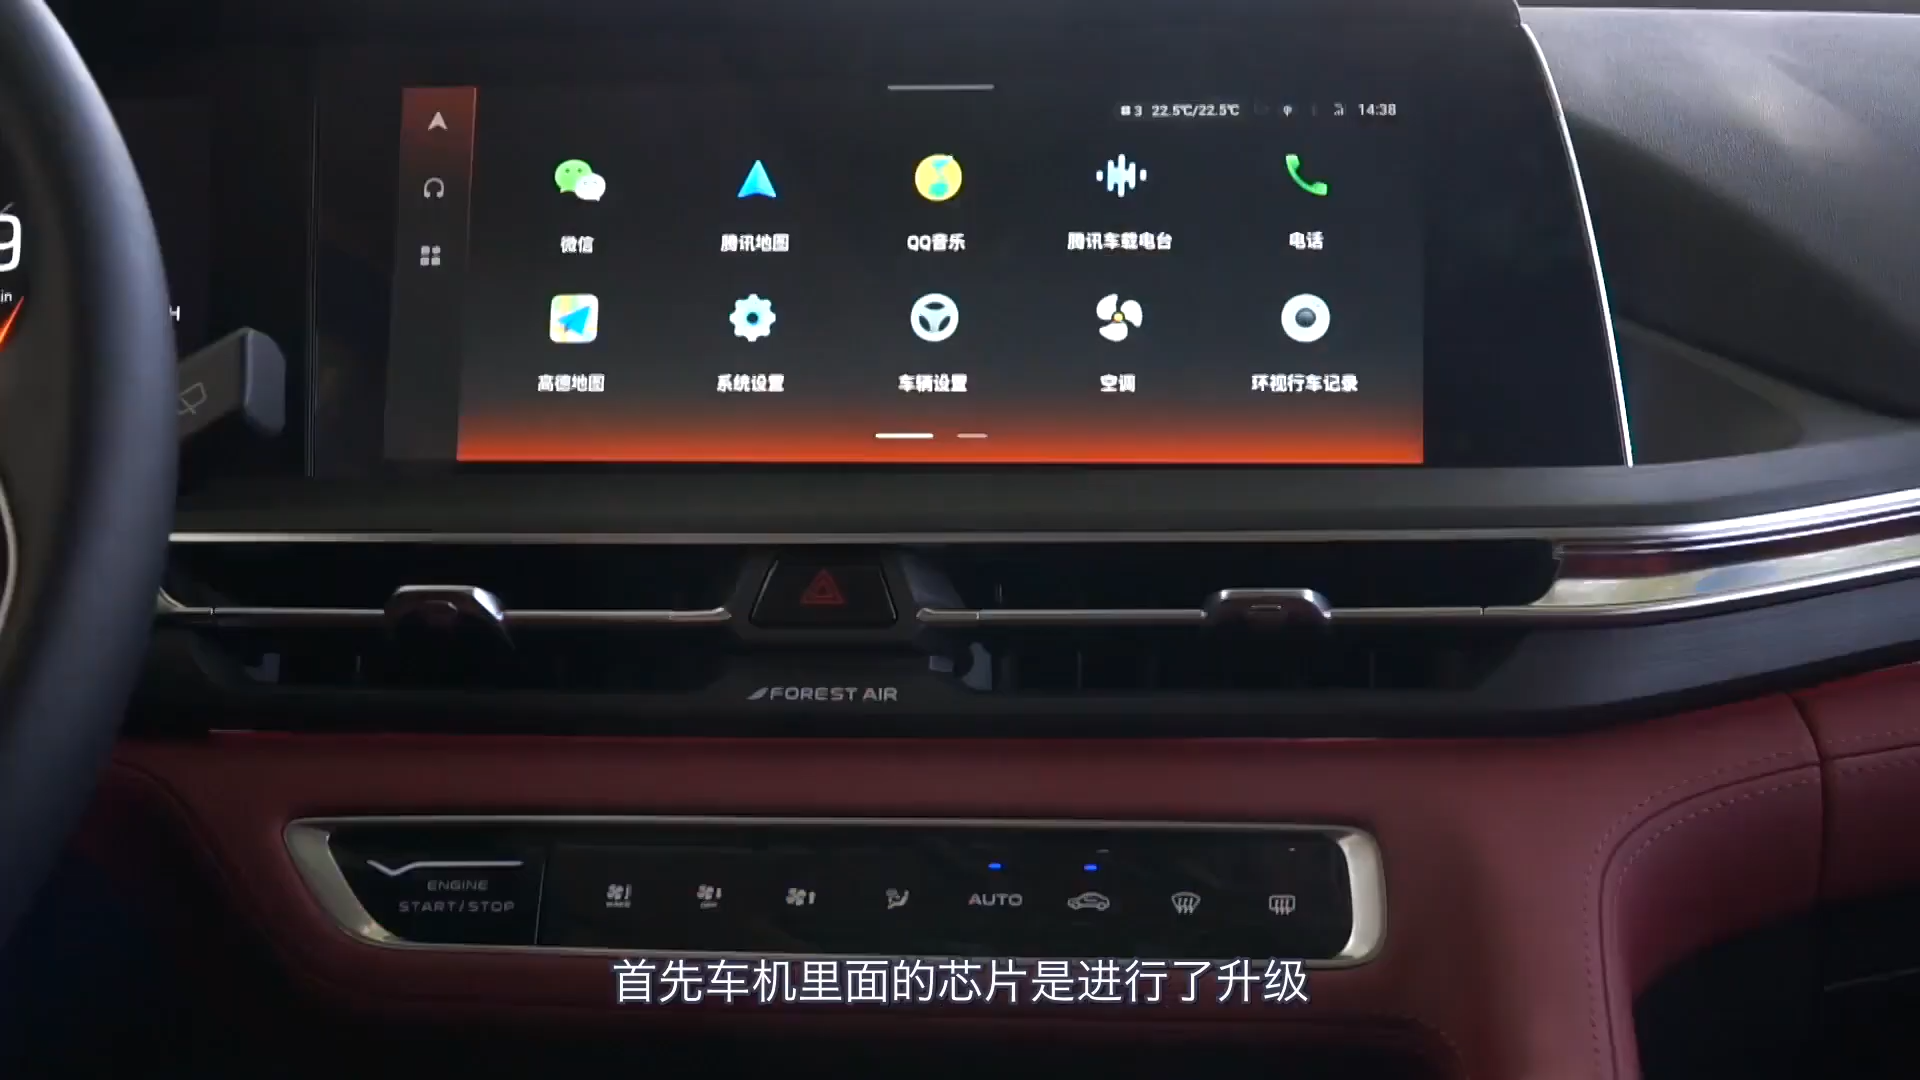 3 22.5℃/22.5℃ 14:38
微信 腾讯地图 QQ音乐 腾讯车载电台 电话
高德地图 系统设置 车辆设置 空调 环视行车记录
9
in
H
FOREST AIR
ENGINE
START/STOP
AUTO
首先车机里面的芯片是进行了升级